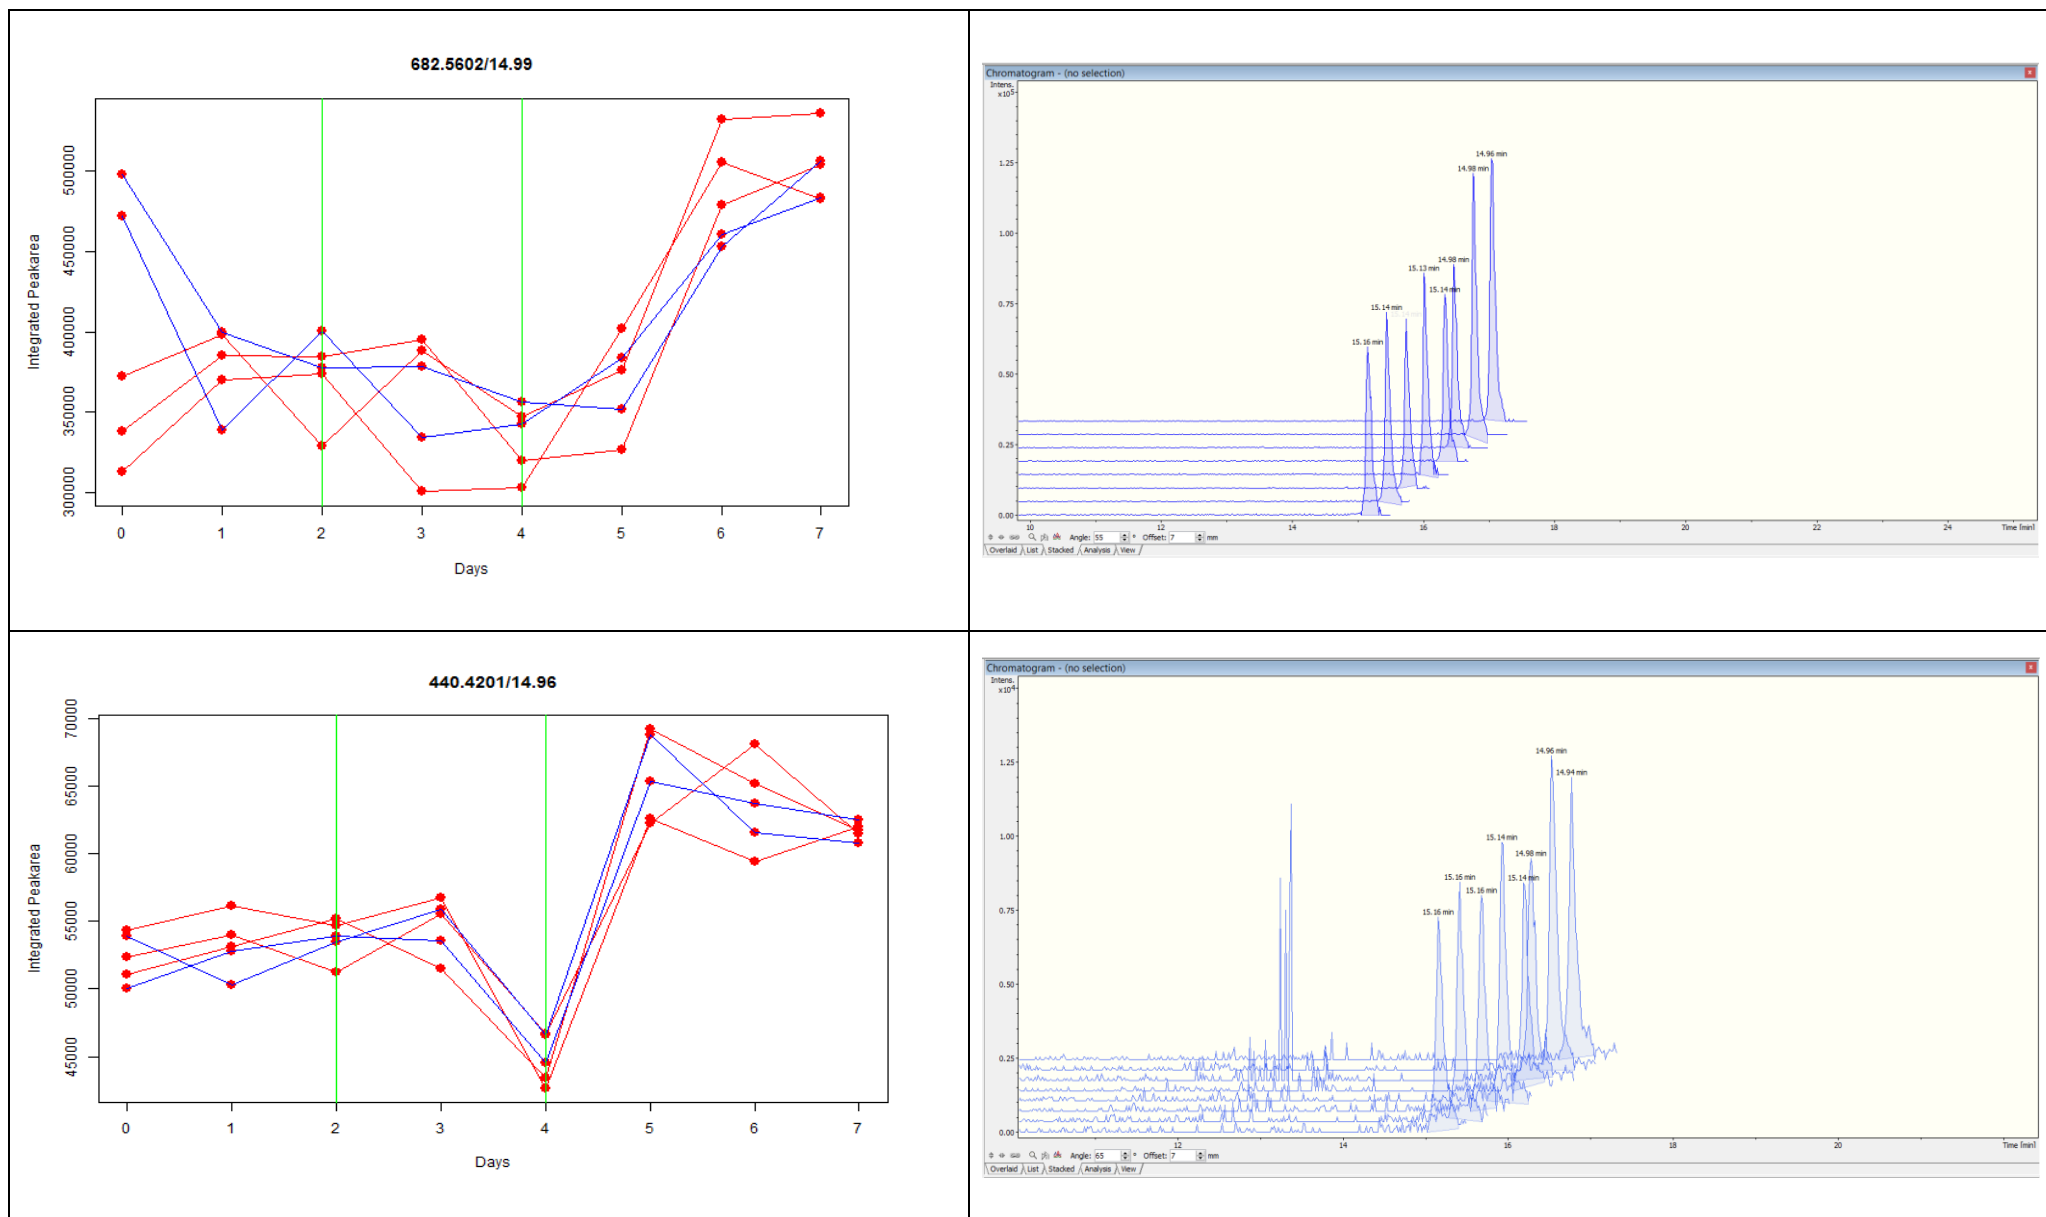 682.5602/14.99
Integrated Peakarea
500000
450000
400000
350000
300000
0 1 2 3 4 5 6 7
Days
Chromatogram - (no selection)
Intens.
x10⁵
1.25
1.00
0.75
0.50
0.25
0.00
14.96 min
14.98 min
15.13 min
14.98 min
15.14 min
15.14 min
15.16 min
10 12 14 16 18 20 22 24 Time [min]
Angle: 55 ° Offset: 7 mm
Overlaid List Stacked Analysis View
440.4201/14.96
Integrated Peakarea
70000
65000
60000
55000
50000
45000
0 1 2 3 4 5 6 7
Days
Chromatogram - (no selection)
Intens.
x10⁴
1.25
1.00
0.75
0.50
0.25
0.00
14.96 min
14.94 min
15.14 min
14.98 min
15.16 min
15.14 min
15.16 min
15.16 min
12 14 16 18 20 Time [min]
Angle: 65 ° Offset: 7 mm
Overlaid List Stacked Analysis View